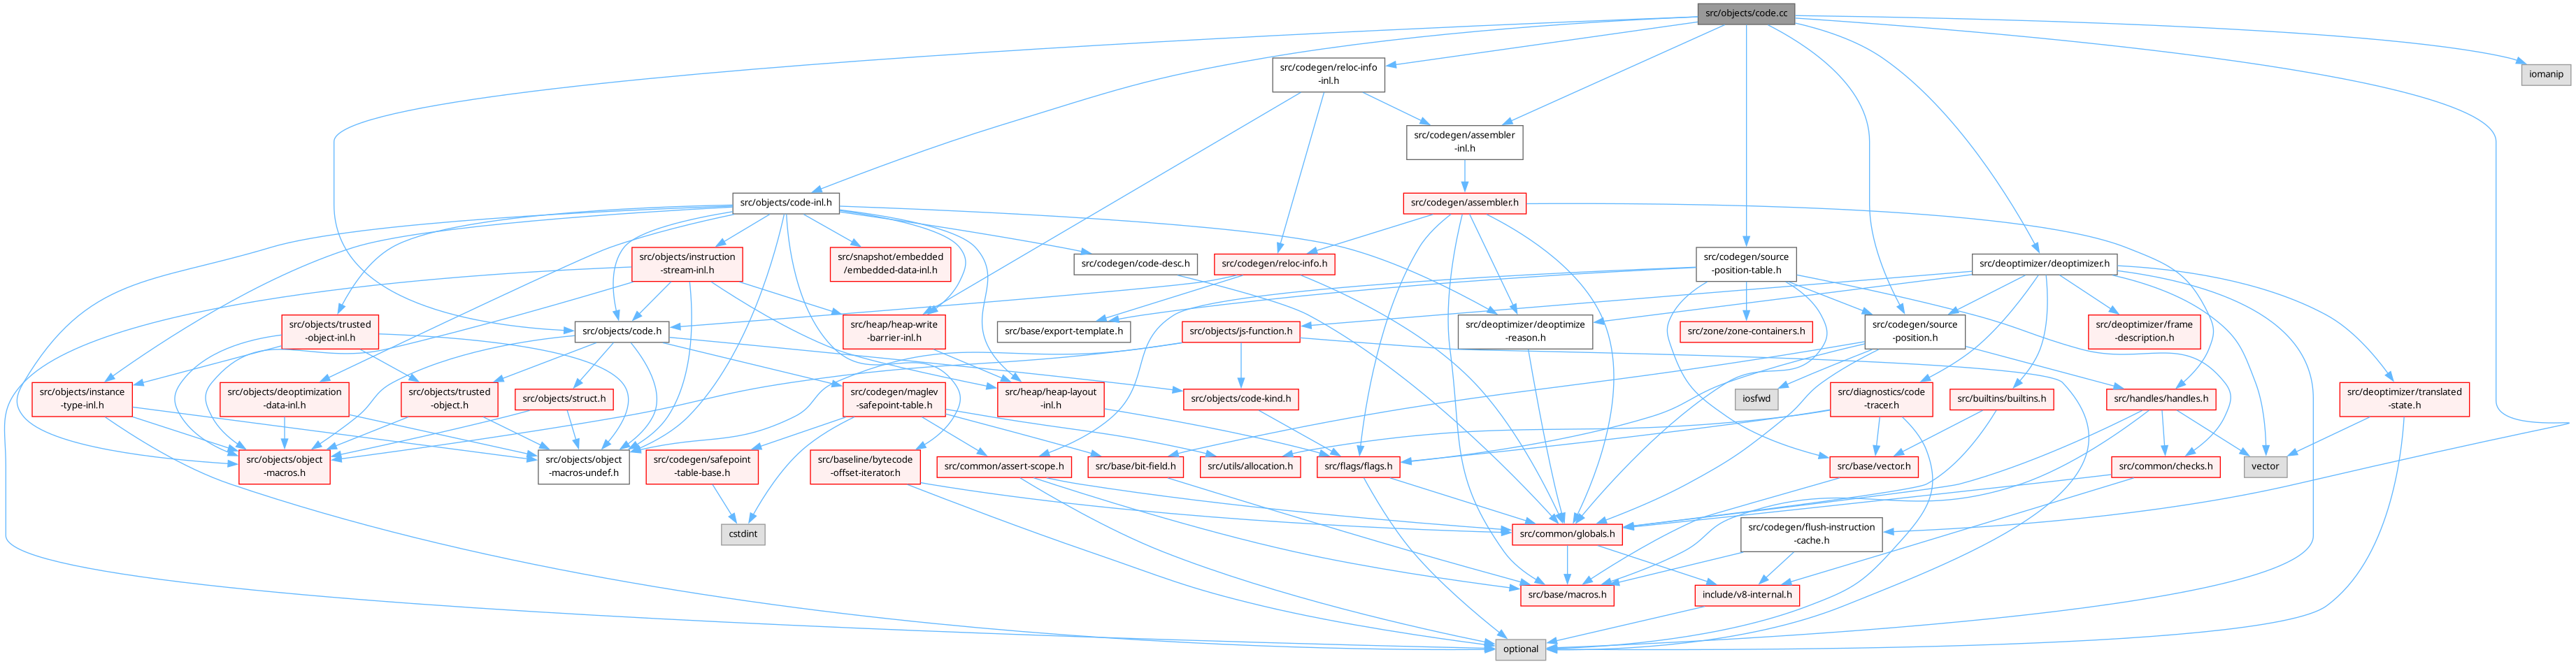 src/objects/code.cc
src/codegen/reloc-info
-inl.h
iomanip
src/codegen/assembler
-inl.h
src/objects/code-inl.h
src/codegen/assembler.h
src/objects/instruction
-stream-inl.h
src/snapshot/embedded
/embedded-data-inl.h
src/codegen/code-desc.h
src/codegen/reloc-info.h
src/codegen/source
-position-table.h
src/deoptimizer/deoptimizer.h
src/objects/trusted
-object-inl.h
src/objects/code.h
src/heap/heap-write
-barrier-inl.h
src/base/export-template.h
src/objects/js-function.h
src/deoptimizer/deoptimize
-reason.h
src/zone/zone-containers.h
src/codegen/source
-position.h
src/deoptimizer/frame
-description.h
src/objects/instance
-type-inl.h
src/objects/deoptimization
-data-inl.h
src/objects/trusted
-object.h
src/objects/struct.h
src/codegen/maglev
-safepoint-table.h
src/heap/heap-layout
-inl.h
src/objects/code-kind.h
iosfwd
src/diagnostics/code
-tracer.h
src/builtins/builtins.h
src/handles/handles.h
src/deoptimizer/translated
-state.h
src/objects/object
-macros.h
src/objects/object
-macros-undef.h
src/codegen/safepoint
-table-base.h
src/baseline/bytecode
-offset-iterator.h
src/common/assert-scope.h
src/base/bit-field.h
src/utils/allocation.h
src/flags/flags.h
src/base/vector.h
src/common/checks.h
vector
cstdint
src/common/globals.h
src/codegen/flush-instruction
-cache.h
src/base/macros.h
include/v8-internal.h
optional